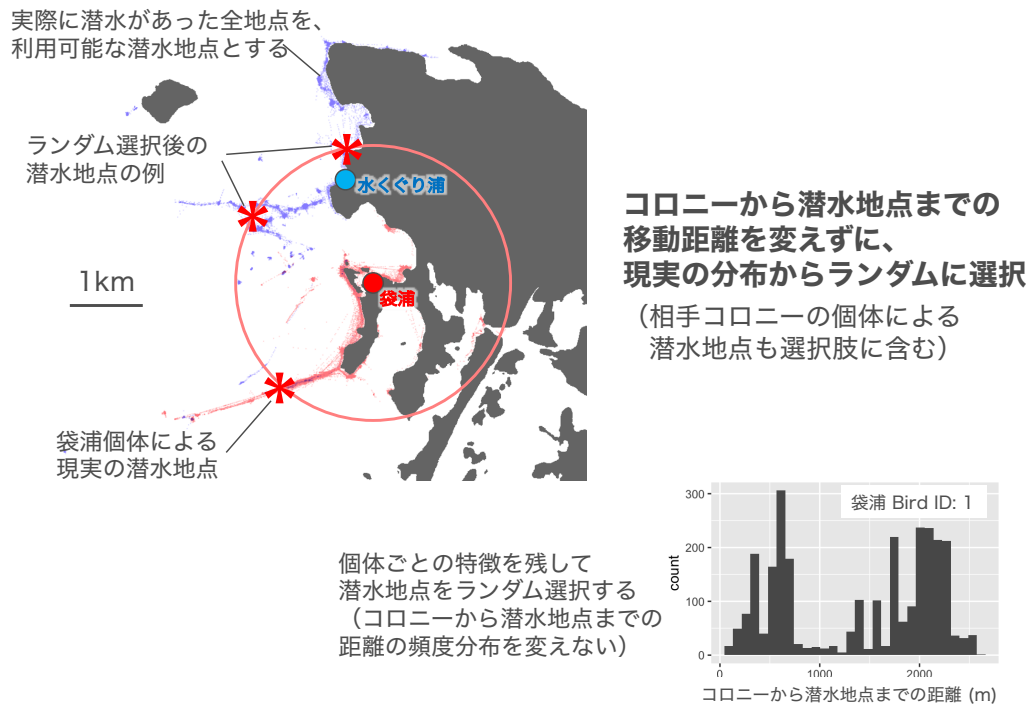 実際に潜水があった全地点を、
利用可能な潜水地点とする
ランダム選択後の
潜水地点の例
水くぐり浦
1km
袋浦
袋浦個体による
現実の潜水地点
コロニーから潜水地点までの
移動距離を変えずに、
現実の分布からランダムに選択
（相手コロニーの個体による
潜水地点も選択肢に含む）
個体ごとの特徴を残して
潜水地点をランダム選択する
（コロニーから潜水地点までの
距離の頻度分布を変えない）
袋浦 Bird ID: 1
count
300
200
100
0
0
1000
2000
コロニーから潜水地点までの距離 (m)